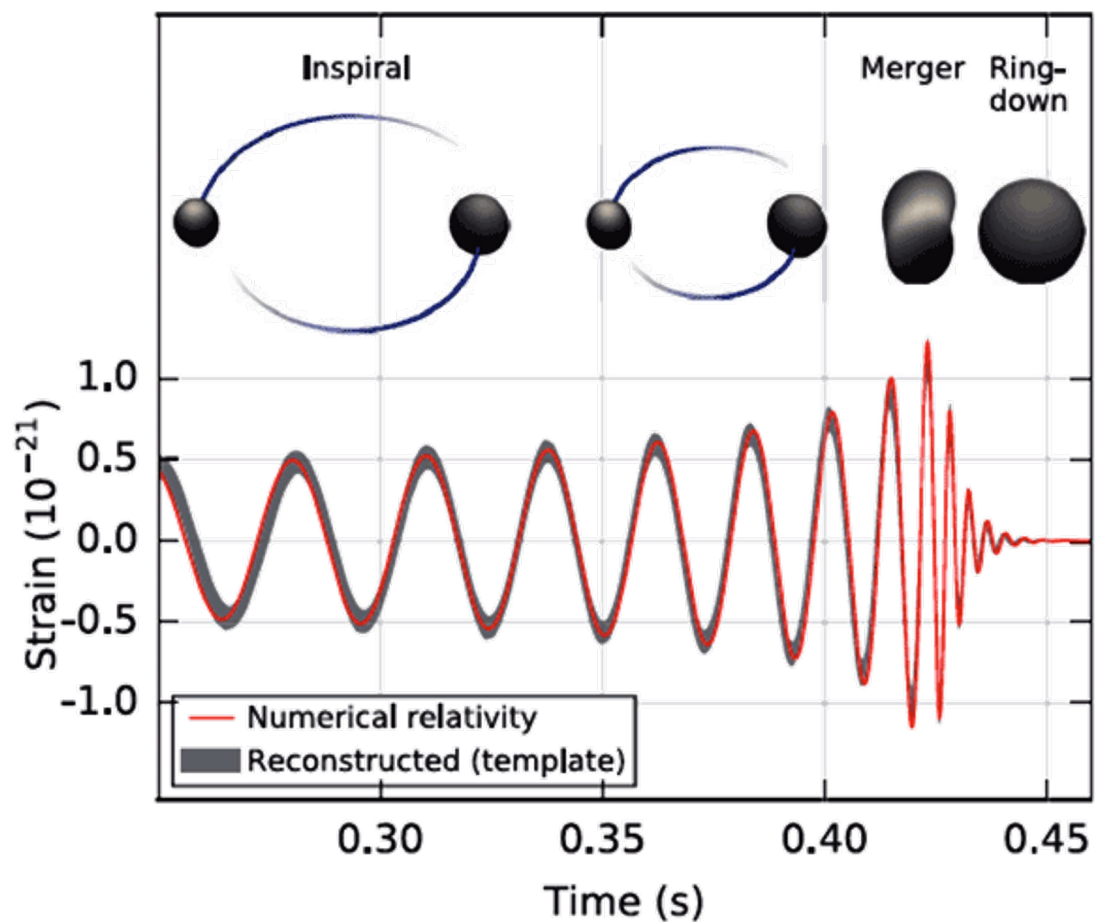 Inspiral
Merger
Ring-
down
1.0
0.5
0.0
-0.5
-1.0
Strain (10⁻²¹)
Numerical relativity
Reconstructed (template)
0.30
0.35
0.40
0.45
Time (s)